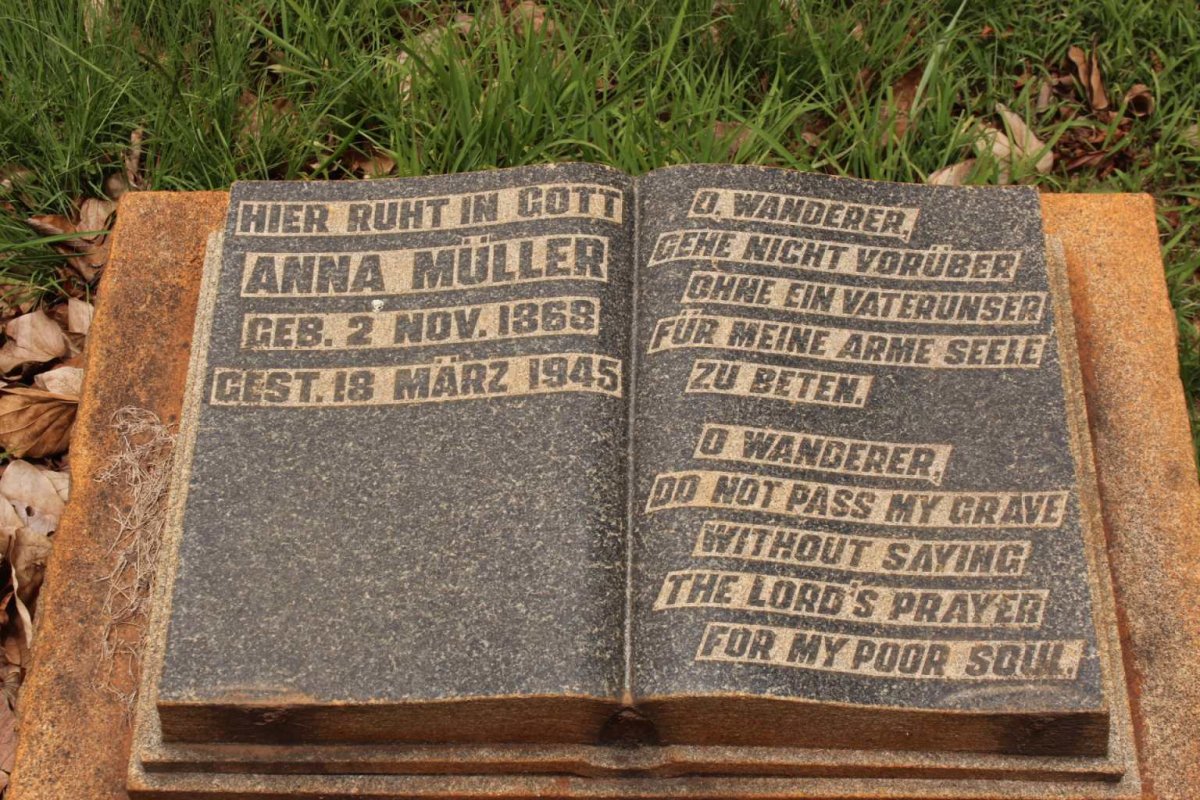 HIER RUHT IN GOTT
ANNA MÜLLER
GEB. 2 NOV. 1868
GEST. 18 MÄRZ 1945
O, WANDERER,
GEHE NICHT VORÜBER
OHNE EIN VATERUNSER
FÜR MEINE ARME SEELE
ZU BETEN.
O WANDERER,
DO NOT PASS MY GRAVE
WITHOUT SAYING
THE LORD'S PRAYER
FOR MY POOR SOUL.